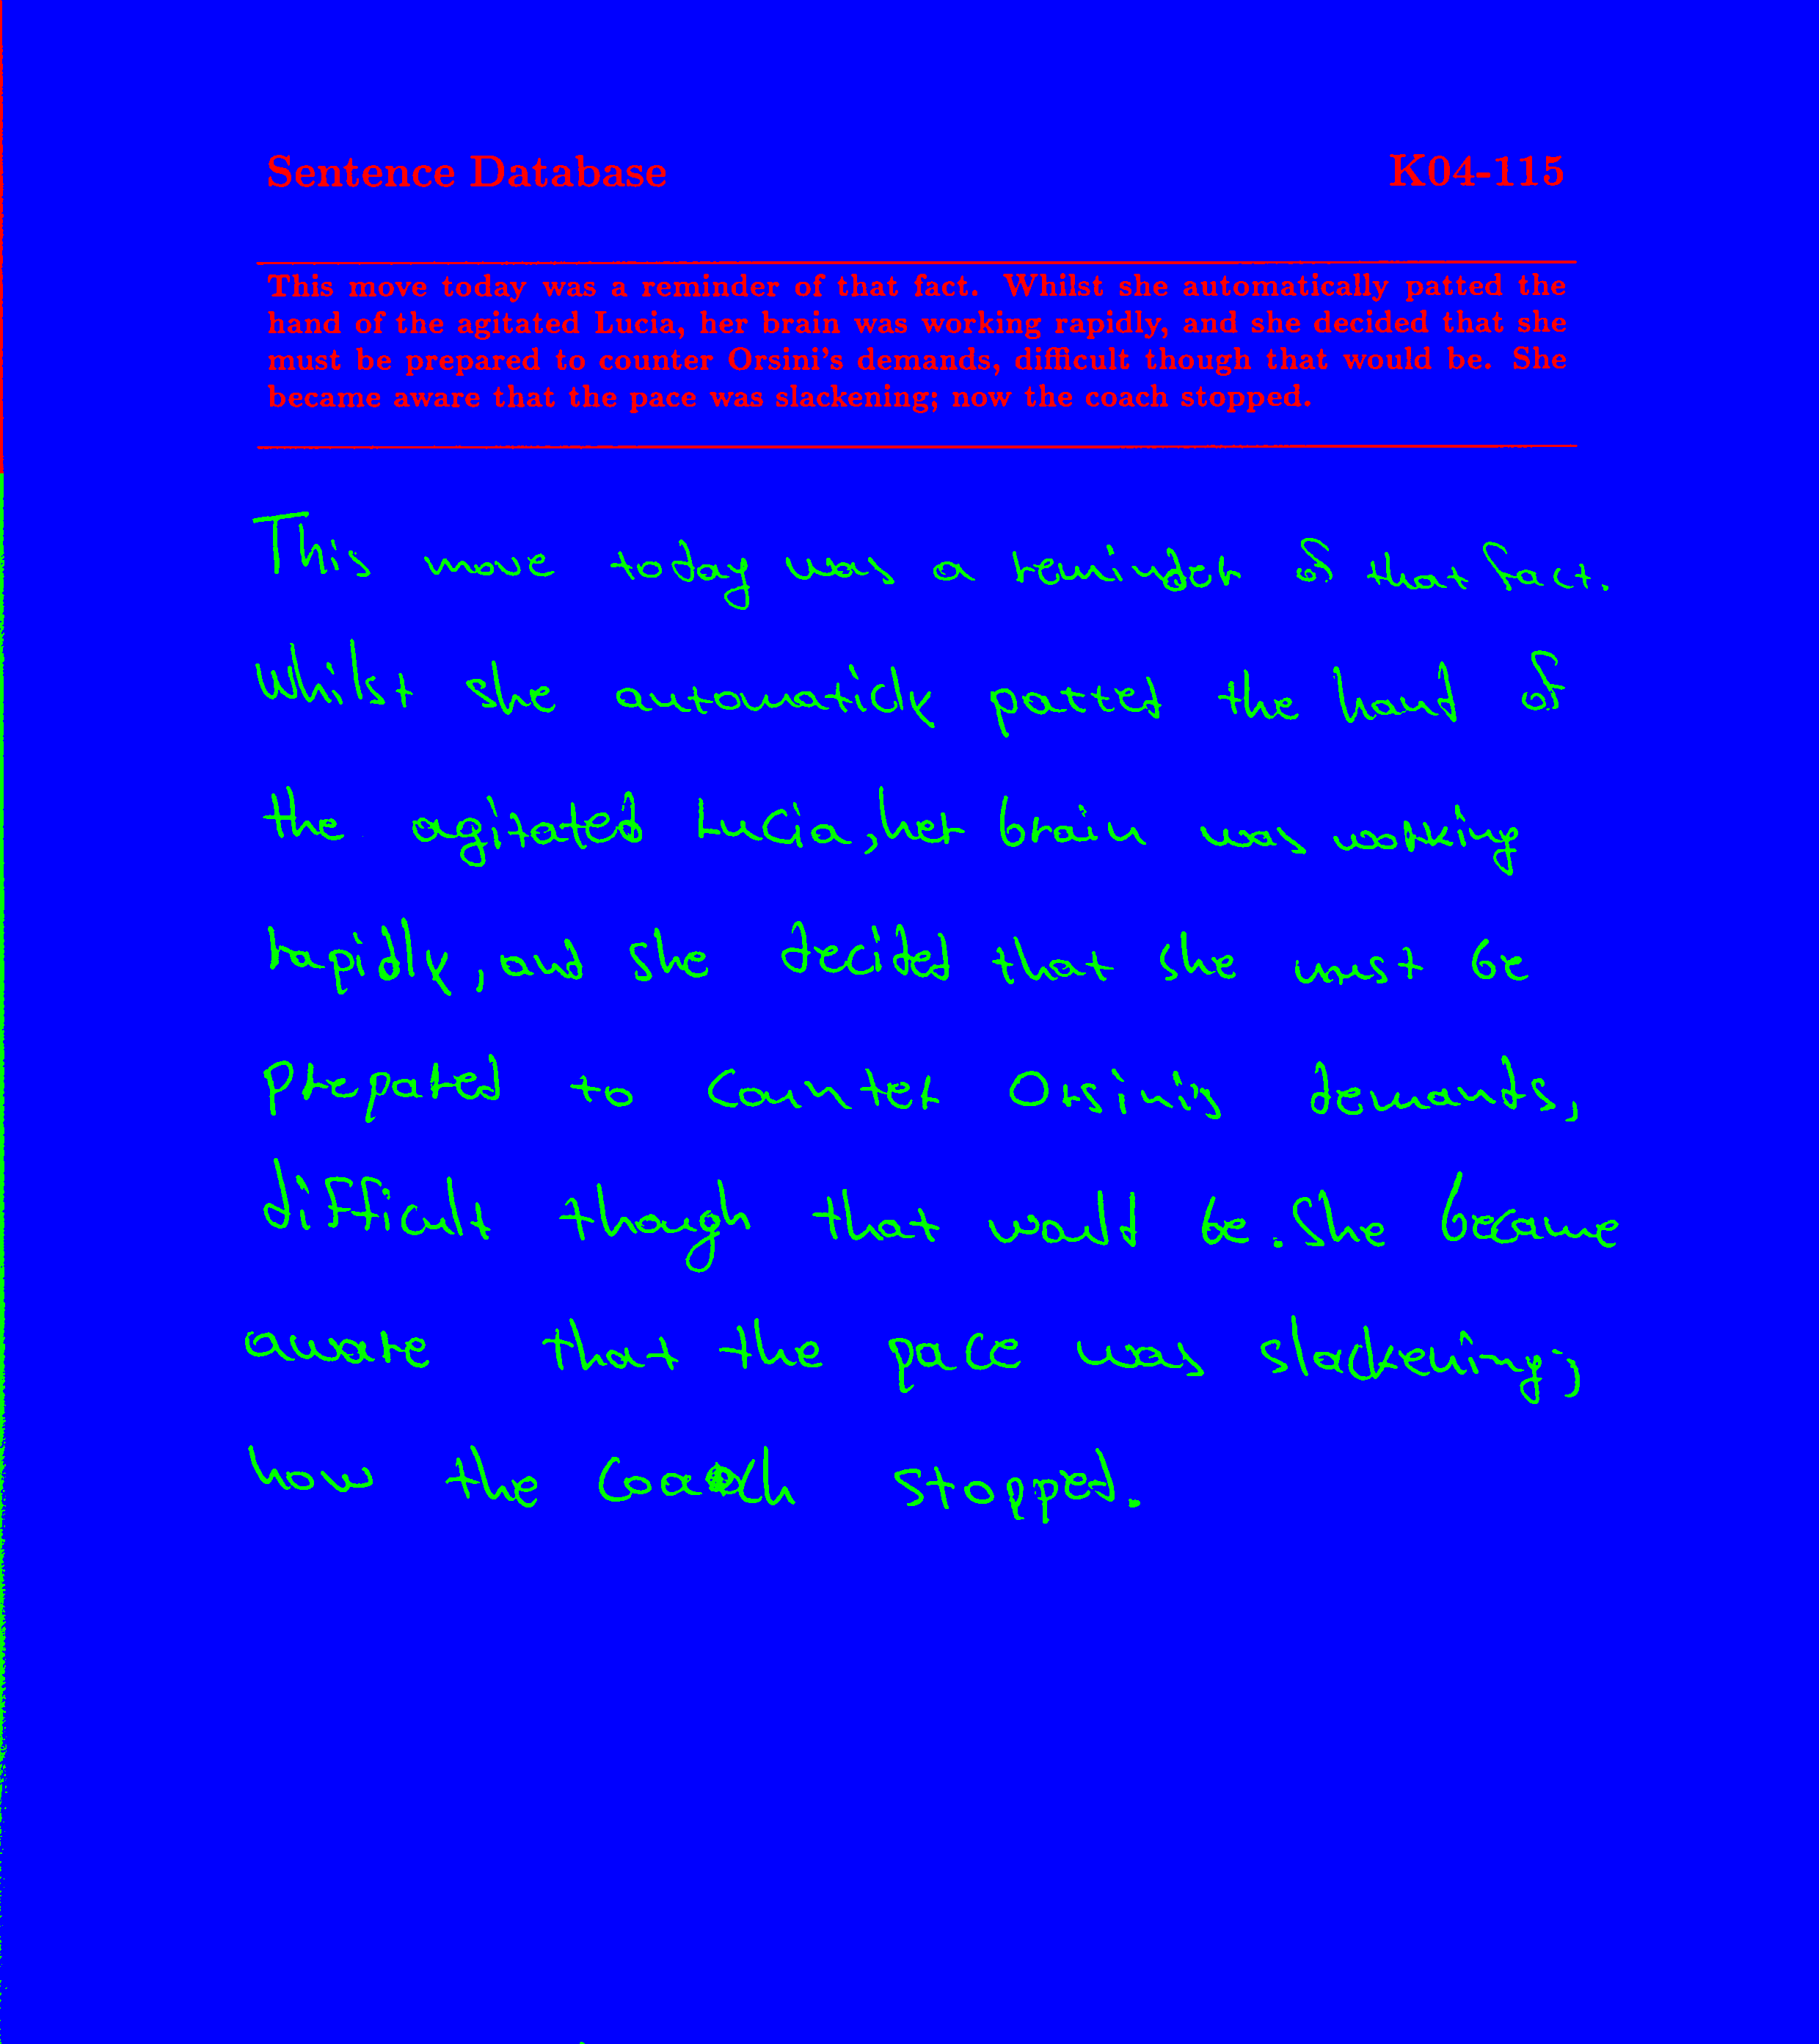 Sentence Database K04-115
This move today was a reminder of that fact. Whilst she automatically patted the
hand of the agitated Lucia, her brain was working rapidly, and she decided that she
must be prepared to counter Orsini's demands, difficult though that would be. She
became aware that the pace was slackening; now the coach stopped.
This move today was a reminder of that fact.
Whilst she automaticly patted the hand of
the agitated Lucia, her brain was working
rapidly, and she decided that she must be
prepared to counter Orsini's demands,
difficult though that would be. She became
aware that the pace was slackening;
now the coach stopped.